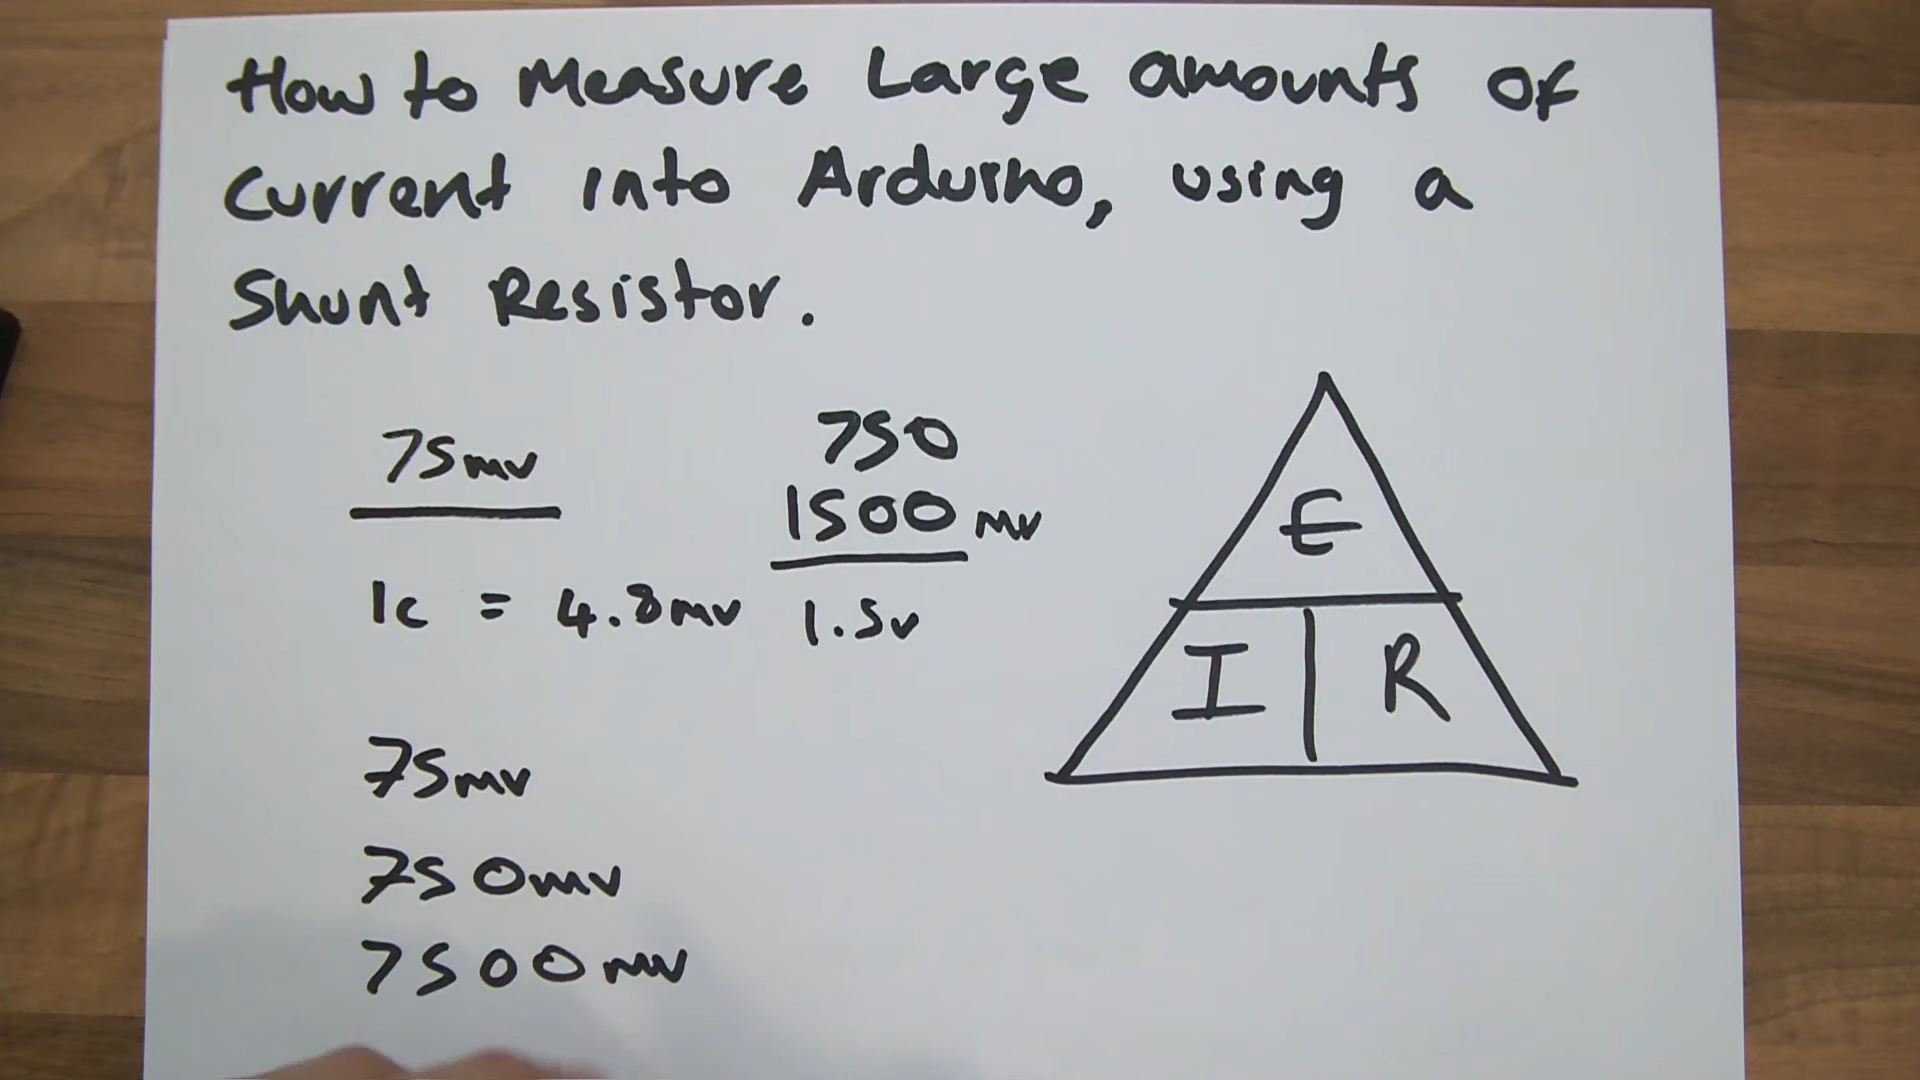 How to Measure Large amounts of
Current into Arduino, using a
Shunt Resistor.
75mv
1c = 4.8mv
750
1500 mv
1.5v
E
I R
75mv
750mv
7500mv